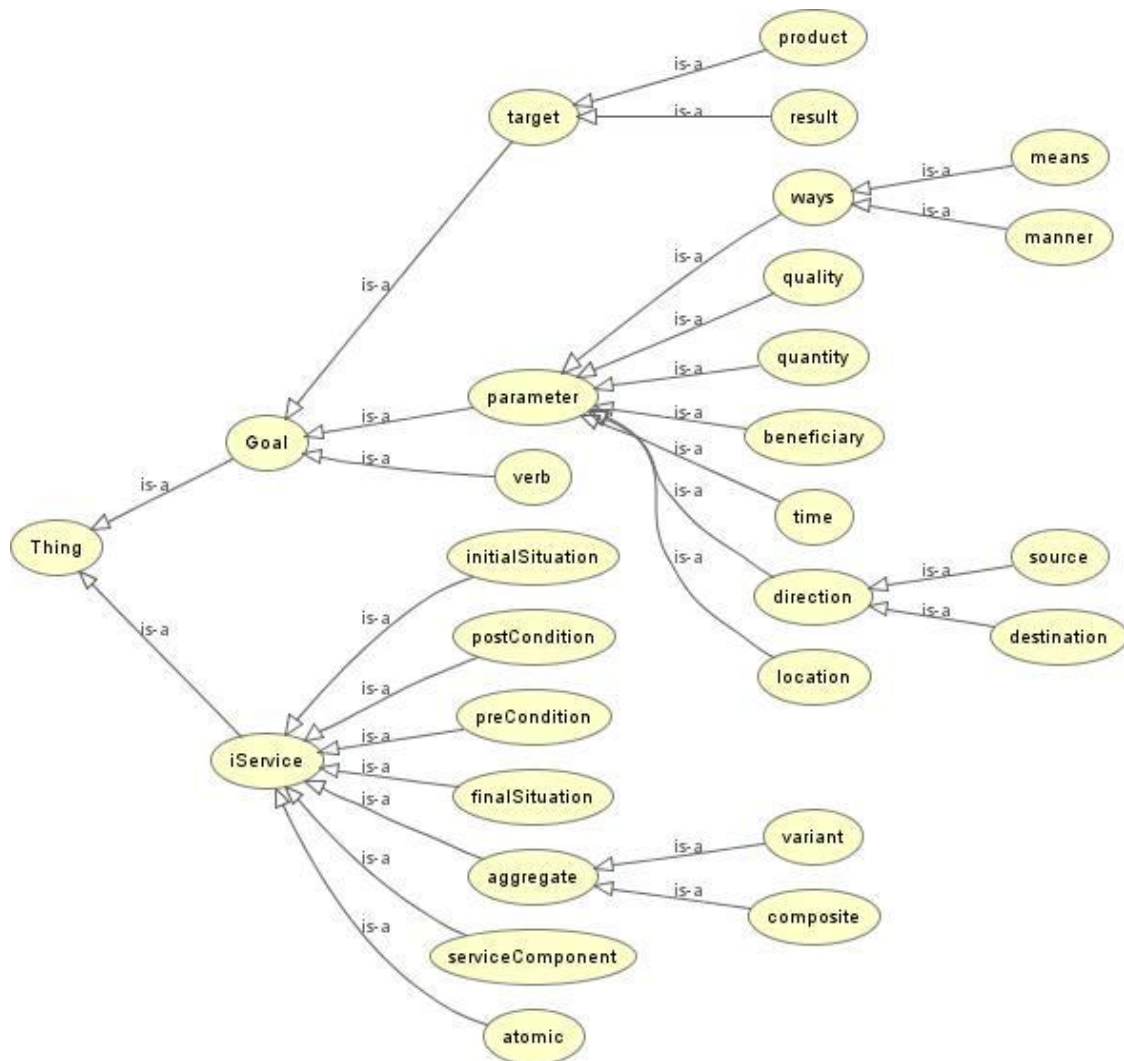 product
is-a
target
is-a
result
means
is-a
ways
is-a
manner
is-a
quality
is-a
is-a
is-a
quantity
parameter
is-a
is-a
beneficiary
Goal
is-a
is-a
verb
is-a
time
is-a
is-a
Thing
initialSituation
source
is-a
is-a
direction
is-a
destination
is-a
is-a
postCondition
location
is-a
preCondition
is-a
iService
is-a
finalSituation
is-a
variant
is-a
aggregate
is-a
is-a
composite
is-a
serviceComponent
atomic